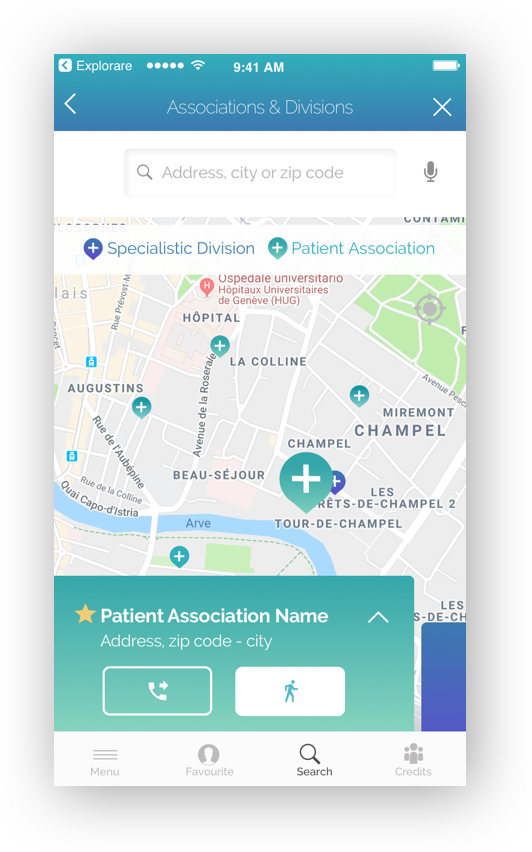 Explorare
9:41 AM
Associations & Divisions
Address, city or zip code
CONTAMI
Specialistic Division
Patient Association
lais
Rue Prévost-M
H
Ospedale universitario
Hôpitaux Universitaires
de Genève (HUG)
HÔPITAL
LA COLLINE
Avenue de la Roseraie
Avenue Pesc
AUGUSTINS
MIREMONT
CHAMPEL
CHAMPEL
Rue de l'Aubépine
BEAU-SÉJOUR
Rue de la Colline
Quai Capo-d'Istria
LES
RÊTS-DE-CHAMPEL 2
Arve
TOUR-DE-CHAMPEL
LES
S-DE-CH
Patient Association Name
Address, zip code - city
Menu
Favourite
Search
Credits